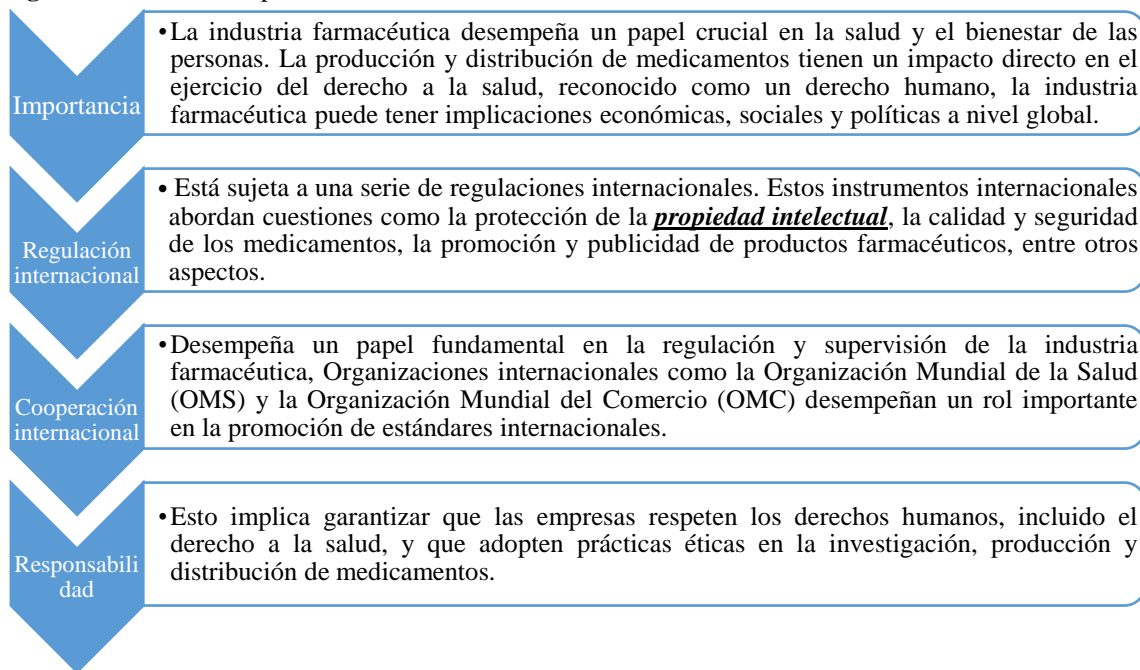 •La industria farmacéutica desempeña un papel crucial en la salud y el bienestar de las
personas. La producción y distribución de medicamentos tienen un impacto directo en el
ejercicio del derecho a la salud, reconocido como un derecho humano, la industria
farmacéutica puede tener implicaciones económicas, sociales y políticas a nivel global.
Importancia
• Está sujeta a una serie de regulaciones internacionales. Estos instrumentos internacionales
abordan cuestiones como la protección de la propiedad intelectual, la calidad y seguridad
de los medicamentos, la promoción y publicidad de productos farmacéuticos, entre otros
aspectos.
Regulación
internacional
•Desempeña un papel fundamental en la regulación y supervisión de la industria
farmacéutica, Organizaciones internacionales como la Organización Mundial de la Salud
(OMS) y la Organización Mundial del Comercio (OMC) desempeñan un rol importante
en la promoción de estándares internacionales.
Cooperación
internacional
•Esto implica garantizar que las empresas respeten los derechos humanos, incluido el
derecho a la salud, y que adopten prácticas éticas en la investigación, producción y
distribución de medicamentos.
Responsabili
dad